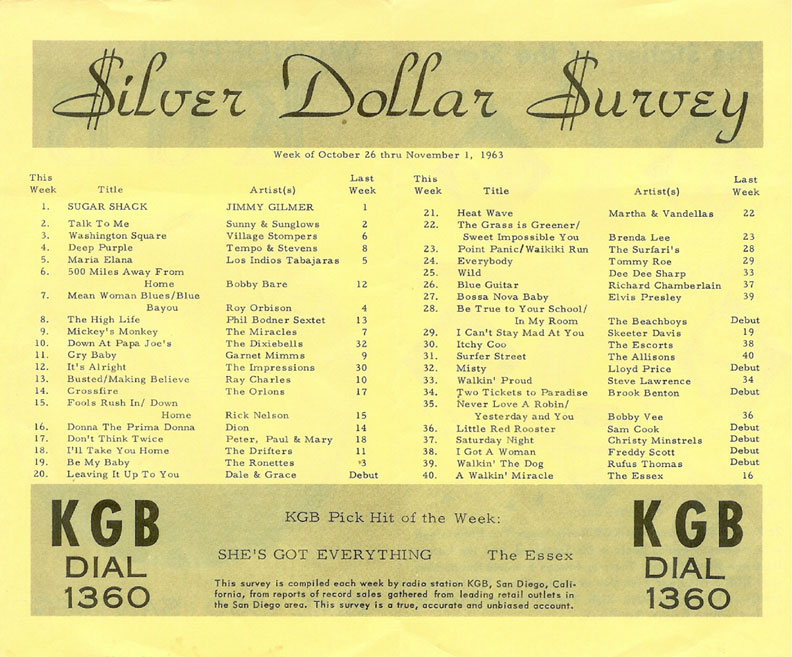 $ilver Dollar $urvey
Week of October 26 thru November 1, 1963
This Week Title Artist(s) Last Week
1. SUGAR SHACK JIMMY GILMER 1
2. Talk To Me Sunny & Sunglows 2
3. Washington Square Village Stompers 6
4. Deep Purple Tempo & Stevens 8
5. Maria Elana Los Indios Tabajaras 5
6. 500 Miles Away From
Home Bobby Bare 12
7. Mean Woman Blues/Blue
Bayou Roy Orbison 4
8. The High Life Phil Bodner Sextet 13
9. Mickey's Monkey The Miracles 7
10. Down At Papa Joe's The Dixiebells 32
11. Cry Baby Garnet Mimms 9
12. It's Alright The Impressions 30
13. Busted/Making Believe Ray Charles 10
14. Crossfire The Orlons 17
15. Fools Rush In/ Down
Home Rick Nelson 15
16. Donna The Prima Donna Dion 14
17. Don't Think Twice Peter, Paul & Mary 18
18. I'll Take You Home The Drifters 11
19. Be My Baby The Ronettes *3
20. Leaving It Up To You Dale & Grace Debut
This Week Title Artist(s) Last Week
21. Heat Wave Martha & Vandellas 22
22. The Grass is Greener/
Sweet Impossible You Brenda Lee 23
23. Point Panic/Waikiki Run The Surfari's 28
24. Everybody Tommy Roe 29
25. Wild Dee Dee Sharp 33
26. Blue Guitar Richard Chamberlain 37
27. Bossa Nova Baby Elvis Presley 39
28. Be True to Your School/
In My Room The Beachboys Debut
29. I Can't Stay Mad At You Skeeter Davis 19
30. Itchy Coo The Escorts 38
31. Surfer Street The Allisons 40
32. Misty Lloyd Price Debut
33. Walkin' Proud Steve Lawrence 34
34. Two Tickets to Paradise Brook Benton Debut
35. Never Love A Robin/
Yesterday and You Bobby Vee 36
36. Little Red Rooster Sam Cook Debut
37. Saturday Night Christy Minstrels Debut
38. I Got A Woman Freddy Scott Debut
39. Walkin' The Dog Rufus Thomas Debut
40. A Walkin' Miracle The Essex 16
KGB
DIAL
1360
KGB Pick Hit of the Week:
SHE'S GOT EVERYTHING The Essex
This survey is compiled each week by radio station KGB, San Diego, Cali-
fornia, from reports of record sales gathered from leading retail outlets in
the San Diego area. This survey is a true, accurate and unbiased account.
KGB
DIAL
1360